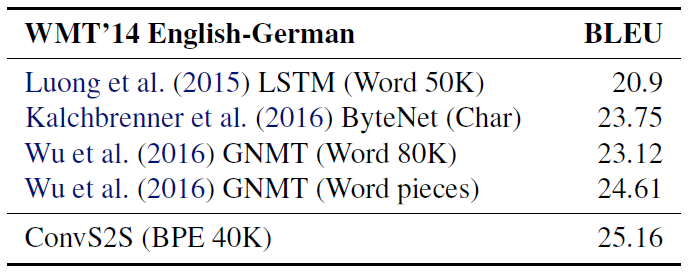 WMT’14 English-German BLEU
Luong et al. (2015) LSTM (Word 50K) 20.9
Kalchbrenner et al. (2016) ByteNet (Char) 23.75
Wu et al. (2016) GNMT (Word 80K) 23.12
Wu et al. (2016) GNMT (Word pieces) 24.61
ConvS2S (BPE 40K) 25.16